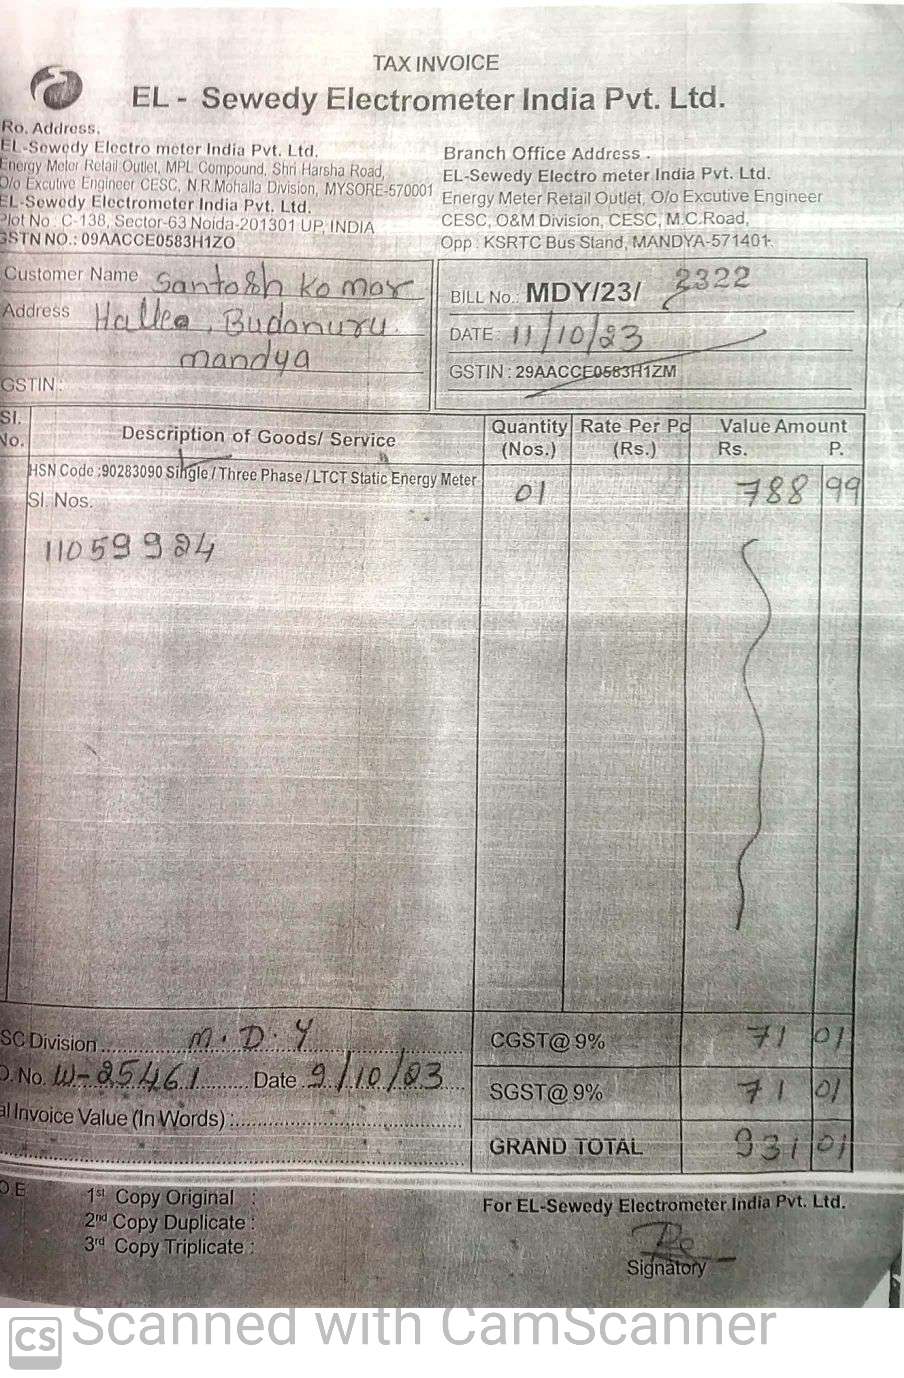 TAX INVOICE
EL - Sewedy Electrometer India Pvt. Ltd.
Ro. Address.
EL-Sewedy Electro meter India Pvt. Ltd.
Energy Meter Retail Outlet, MPL Compound, Shri Harsha Road,
O/o Excutive Engineer CESC, N.R.Mohalla Division, MYSORE-570001
EL-Sewedy Electrometer India Pvt. Ltd.
Plot No. C-138, Sector-63 Noida-201301 UP, INDIA
GSTN NO.: 09AACCE0583H1ZO
Branch Office Address .
EL-Sewedy Electro meter India Pvt. Ltd.
Energy Meter Retail Outlet, O/o Excutive Engineer
CESC, O&M Division, CESC, M.C.Road,
Opp : KSRTC Bus Stand, MANDYA-571401.
Customer Name Santosh Komar
Address Hallea, Budanuru.
mandya
GSTIN :
BILL No.: MDY/23/ 2322
DATE : 11/10/23
GSTIN : 29AACCE0583H1ZM
Sl. No. Description of Goods/ Service Quantity (Nos.) Rate Per Pc (Rs.) Value Amount Rs. P.
HSN Code :90283090 Single / Three Phase / LTCT Static Energy Meter 01 788 99
Sl. Nos.
11059924
SC Division M.D.Y CGST@ 9% 71 01
O. No. W-25461 Date 9/10/23
SGST@ 9% 71 01
al Invoice Value (In Words) :
GRAND TOTAL 931 01
O E
1st Copy Original :
2nd Copy Duplicate :
3rd Copy Triplicate :
For EL-Sewedy Electrometer India Pvt. Ltd.
Signatory
CS Scanned with CamScanner